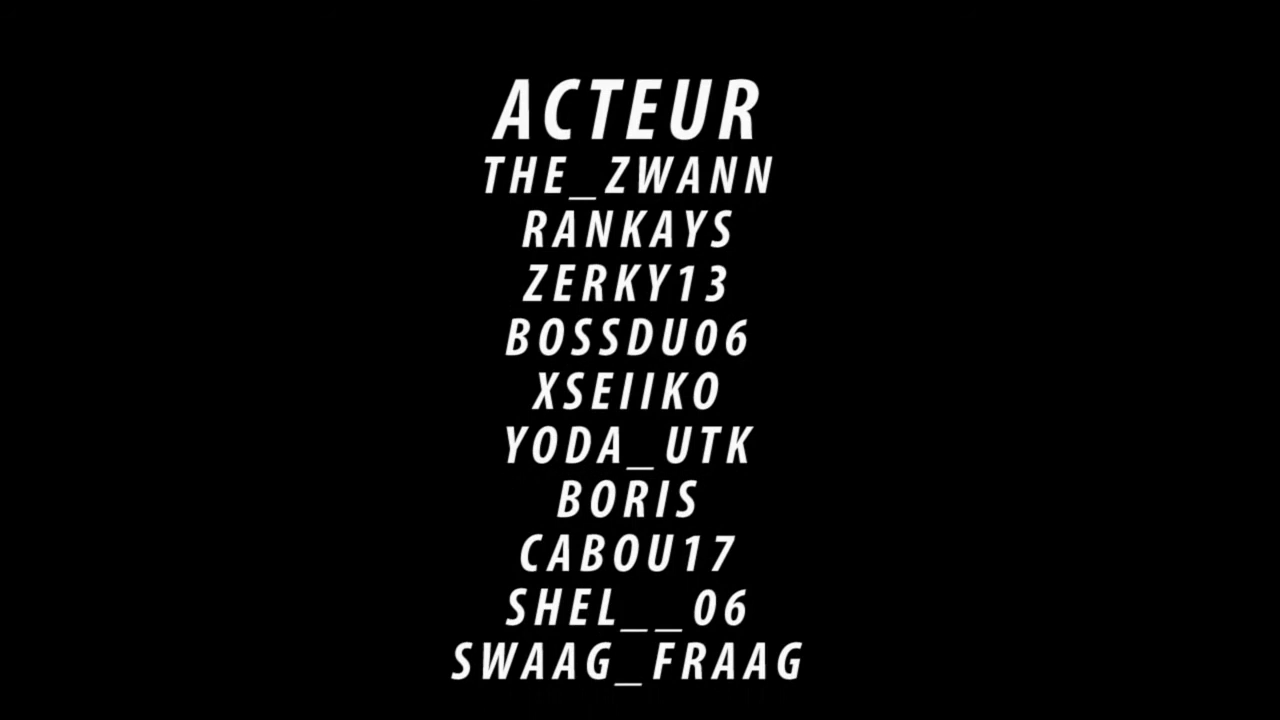 ACTEUR
THE_ZWANN
RANKAYS
ZERKY13
BOSSDU06
XSEIIKO
YODA_UTK
BORIS
CABOU17
SHEL__06
SWAAG_FRAAG